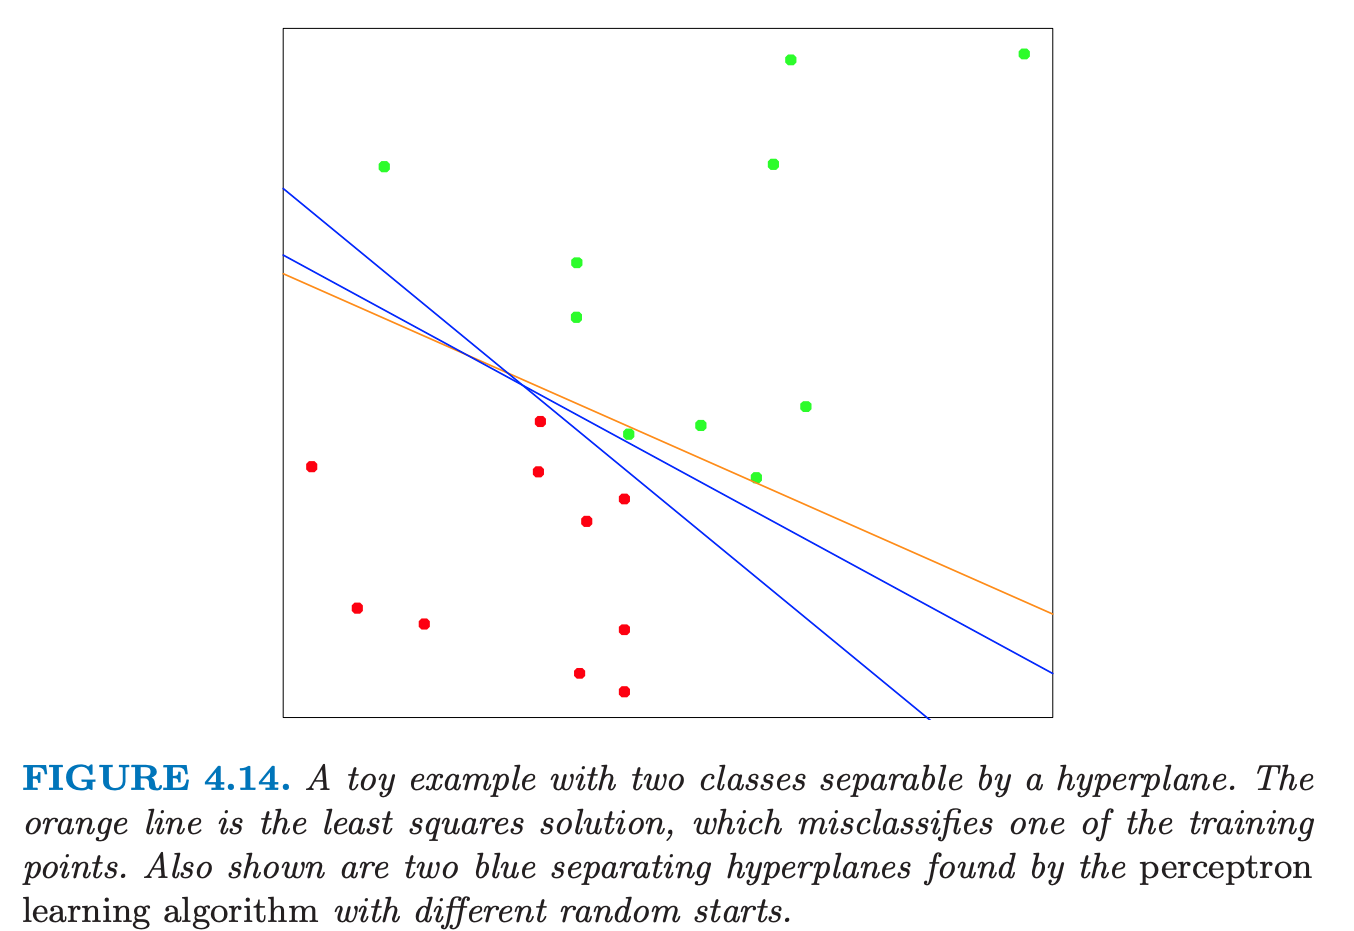 FIGURE 4.14. A toy example with two classes separable by a hyperplane. The
orange line is the least squares solution, which misclassifies one of the training
points. Also shown are two blue separating hyperplanes found by the perceptron
learning algorithm with different random starts.